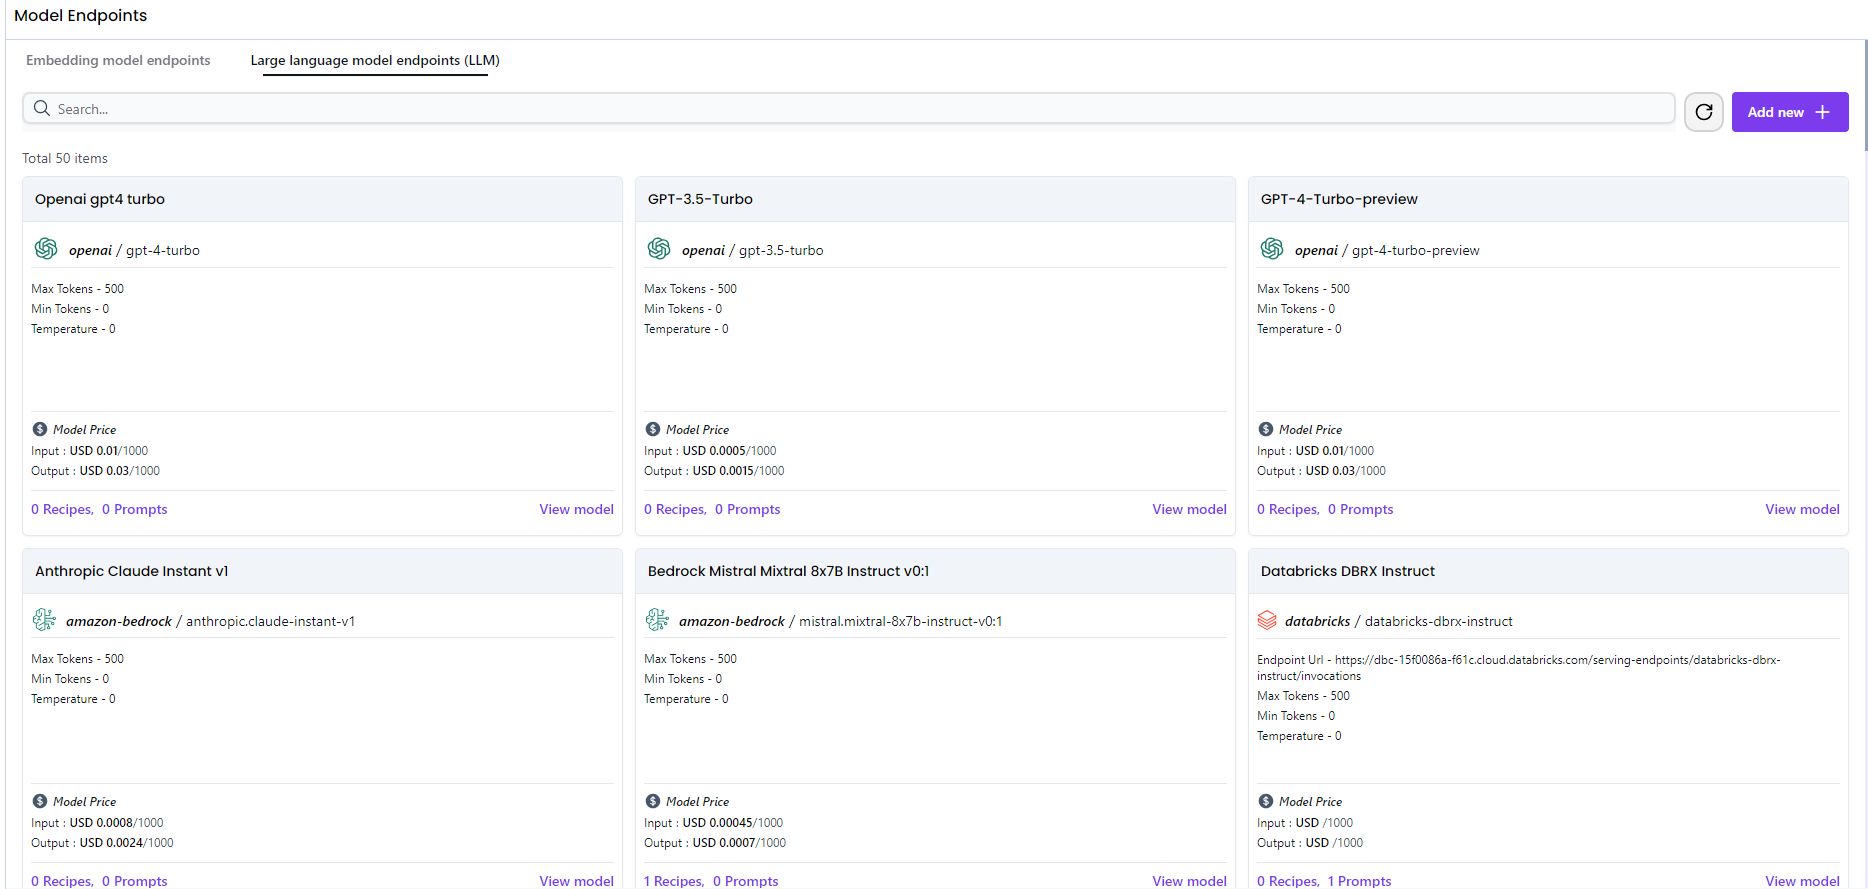 Model Endpoints
Embedding model endpoints
Large language model endpoints (LLM)
Search...
Add new
Total 50 items
Openai gpt4 turbo
openai / gpt-4-turbo
Max Tokens - 500
Min Tokens - 0
Temperature - 0
Model Price
Input : USD 0.01/1000
Output : USD 0.03/1000
0 Recipes, 0 Prompts
View model
GPT-3.5-Turbo
openai / gpt-3.5-turbo
Max Tokens - 500
Min Tokens - 0
Temperature - 0
Model Price
Input : USD 0.0005/1000
Output : USD 0.0015/1000
0 Recipes, 0 Prompts
View model
GPT-4-Turbo-preview
openai / gpt-4-turbo-preview
Max Tokens - 500
Min Tokens - 0
Temperature - 0
Model Price
Input : USD 0.01/1000
Output : USD 0.03/1000
0 Recipes, 0 Prompts
View model
Anthropic Claude Instant v1
amazon-bedrock / anthropic.claude-instant-v1
Max Tokens - 500
Min Tokens - 0
Temperature - 0
Model Price
Input : USD 0.0008/1000
Output : USD 0.0024/1000
0 Recipes, 0 Prompts
View model
Bedrock Mistral Mixtral 8x7B Instruct v0:1
amazon-bedrock / mistral.mixtral-8x7b-instruct-v0:1
Max Tokens - 500
Min Tokens - 0
Temperature - 0
Model Price
Input : USD 0.00045/1000
Output : USD 0.0007/1000
1 Recipes, 0 Prompts
View model
Databricks DBRX Instruct
databricks / databricks-dbrx-instruct
Endpoint Url - https://dbc-15f0086a-f61c.cloud.databricks.com/serving-endpoints/databricks-dbrx-
instruct/invocations
Max Tokens - 500
Min Tokens - 0
Temperature - 0
Model Price
Input : USD /1000
Output : USD /1000
0 Recipes, 1 Prompts
View model